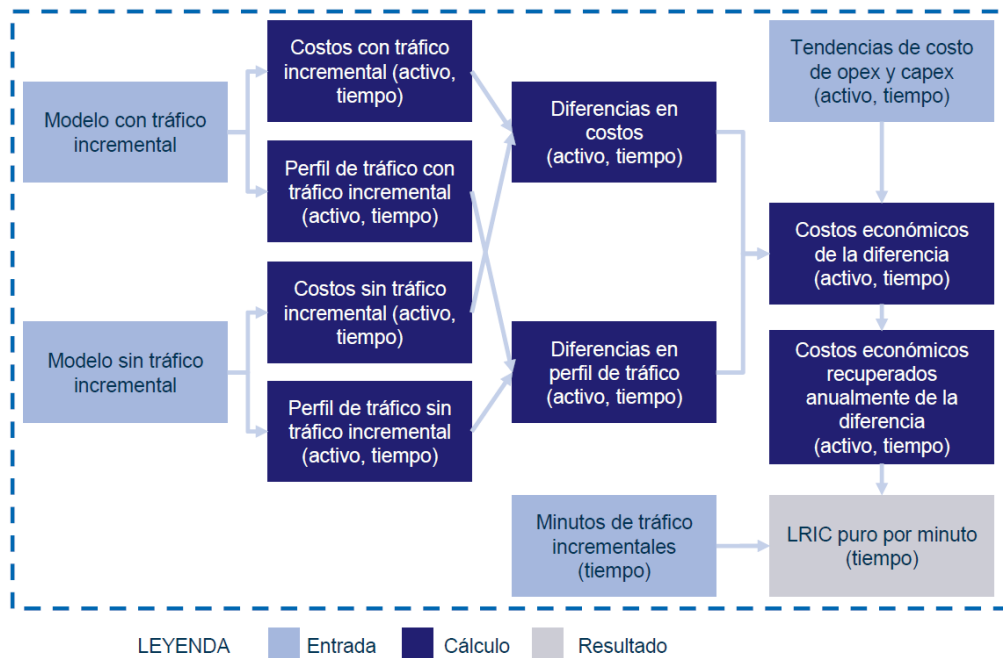 Modelo con tráfico
incremental
Modelo sin tráfico
incremental
Costos con tráfico
incremental (activo,
tiempo)
Perfil de tráfico con
tráfico incremental
(activo, tiempo)
Costos sin tráfico
incremental (activo,
tiempo)
Perfil de tráfico sin
tráfico incremental
(activo, tiempo)
Diferencias en
costos
(activo, tiempo)
Diferencias en
perfil de tráfico
(activo, tiempo)
Minutos de tráfico
incrementales
(tiempo)
Tendencias de costo
de opex y capex
(activo, tiempo)
Costos económicos
de la diferencia
(activo, tiempo)
Costos económicos
recuperados
anualmente de la
diferencia
(activo, tiempo)
LRIC puro por minuto
(tiempo)
LEYENDA
Entrada
Cálculo
Resultado